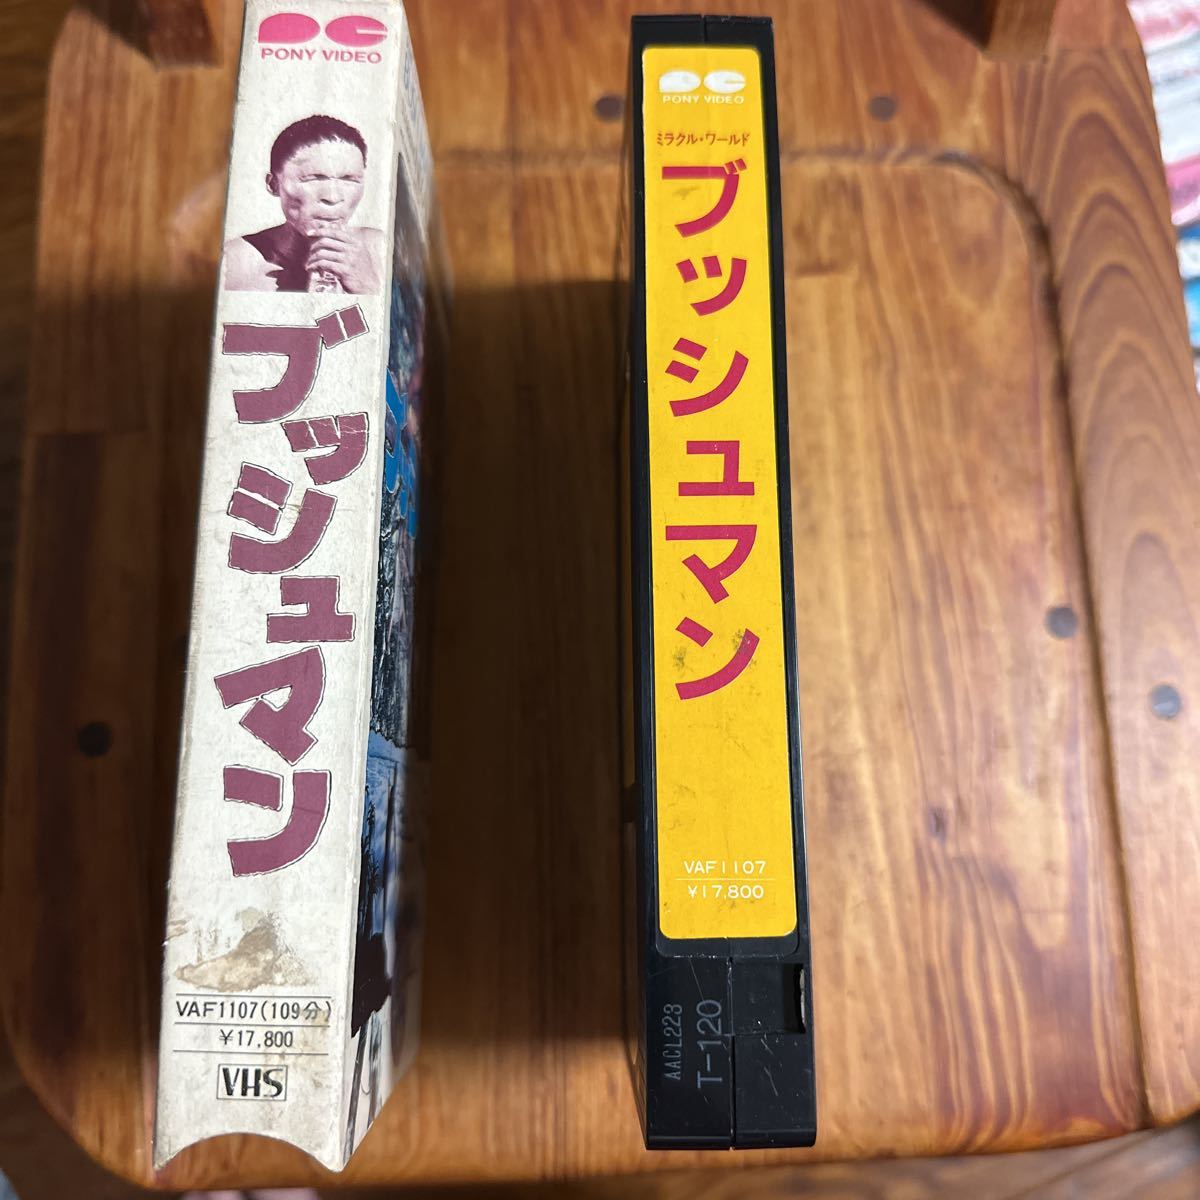 PONY VIDEO
ブッシュマン
VAF1107(109分)
¥17,800
VHS
PONY VIDEO
ミラクル・ワールド
ブッシュマン
VAF1107
¥17,800
AACL223
T-120